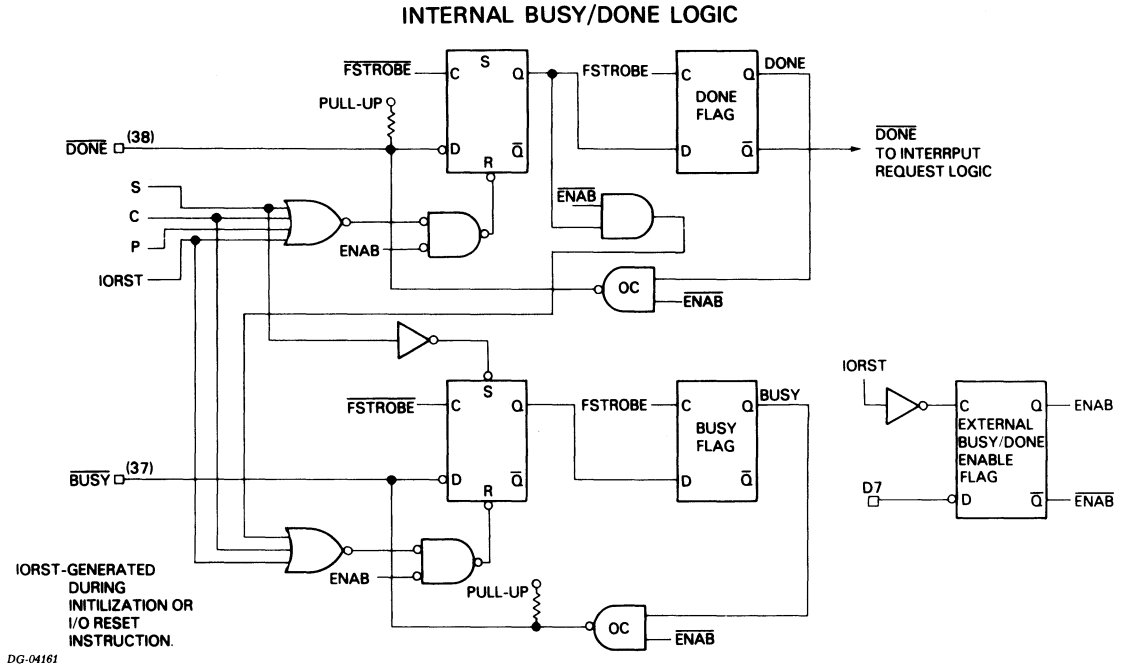 INTERNAL BUSY/DONE LOGIC
FSTROBE
C
S
Q
FSTROBE
C
Q
DONE
DONE
FLAG
PULL-UP
DONE
(38)
D
Q
R
D
Q
DONE
TO INTERRPUT
REQUEST LOGIC
S
C
P
IORST
ENAB
ENAB
OC
ENAB
IORST
FSTROBE
C
S
Q
FSTROBE
C
Q
BUSY
BUSY
FLAG
C
Q
ENAB
EXTERNAL
BUSY/DONE
ENABLE
FLAG
BUSY
(37)
D
Q
R
D
Q
D7
D
Q
ENAB
ENAB
PULL-UP
OC
ENAB
IORST-GENERATED
DURING
INITILIZATION OR
I/O RESET
INSTRUCTION.
DG-04161